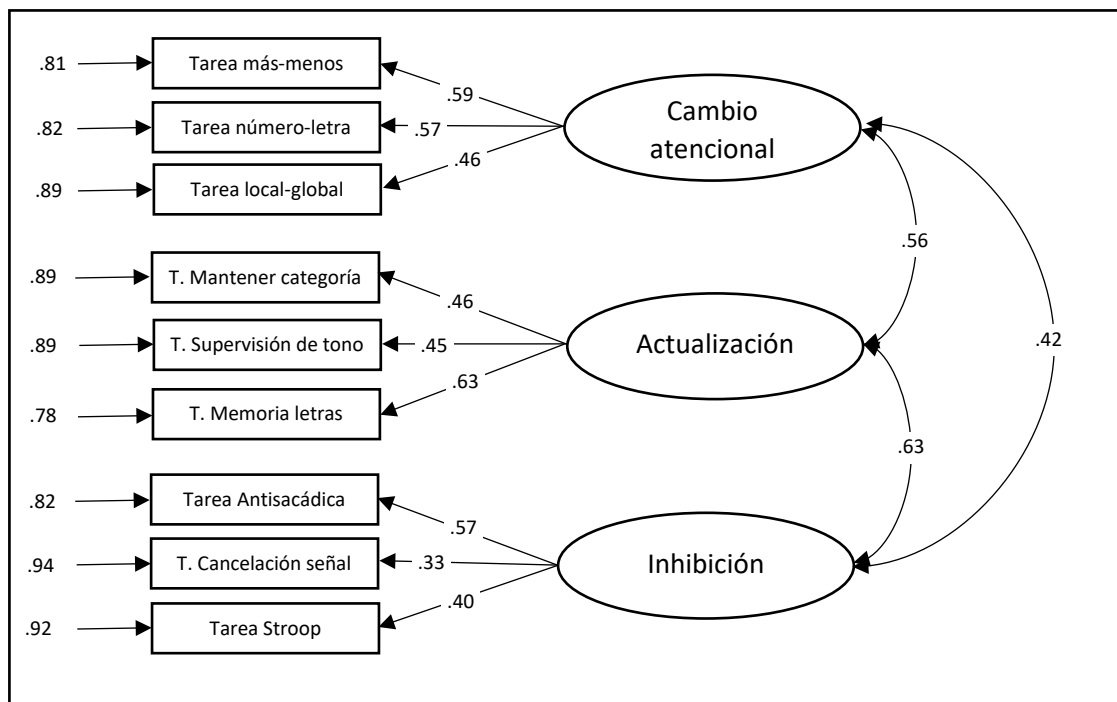 .81
Tarea más-menos
.59
Cambio
atencional
.82
Tarea número-letra
.57
.46
.89
Tarea local-global
.56
.89
T. Mantener categoría
.46
.89
T. Supervisión de tono
.45
Actualización
.42
.63
.78
T. Memoria letras
.63
.82
Tarea Antisacádica
.57
.94
T. Cancelación señal
.33
Inhibición
.40
.92
Tarea Stroop